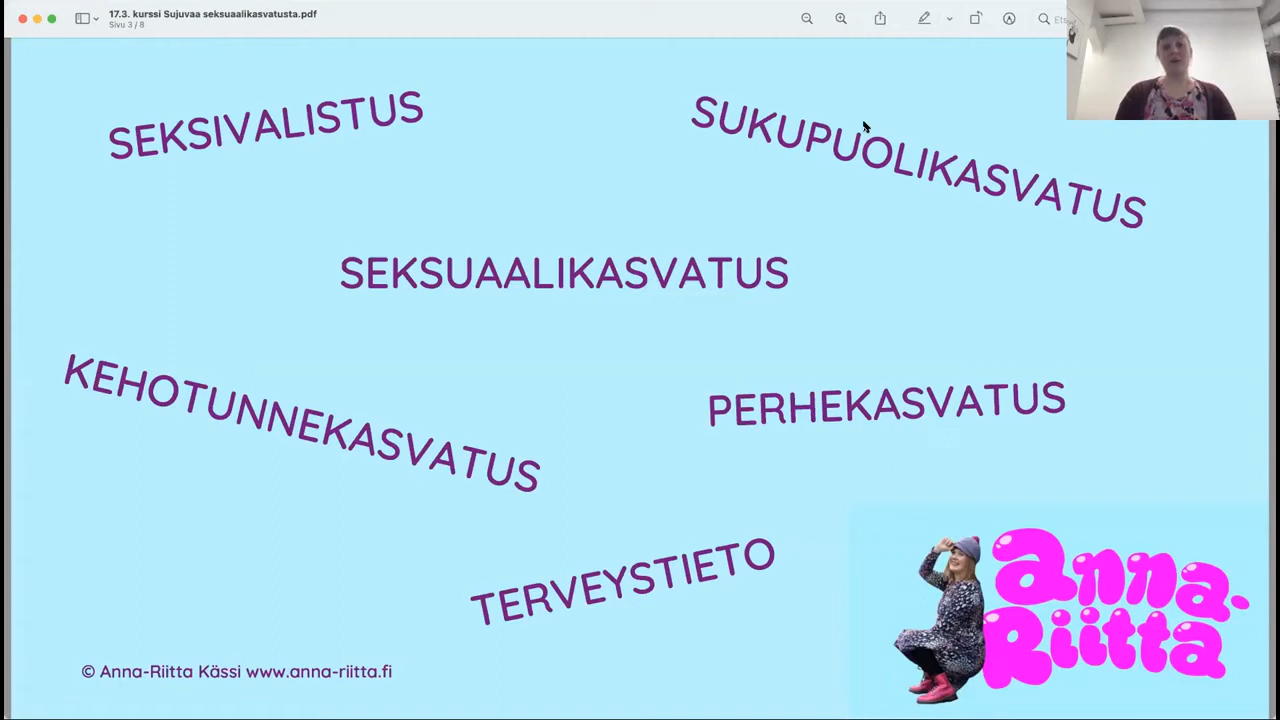 17.3. kurssi Sujuvaa seksuaalikasvatusta.pdf
Sivu 3 / 8
Ets
SEKSIVALISTUS
SUKUPUOLIKASVATUS
SEKSUAALIKASVATUS
KEHOTUNNEKASVATUS
PERHEKASVATUS
TERVEYSTIETO
anna-
Riitta
© Anna-Riitta Kässi www.anna-riitta.fi